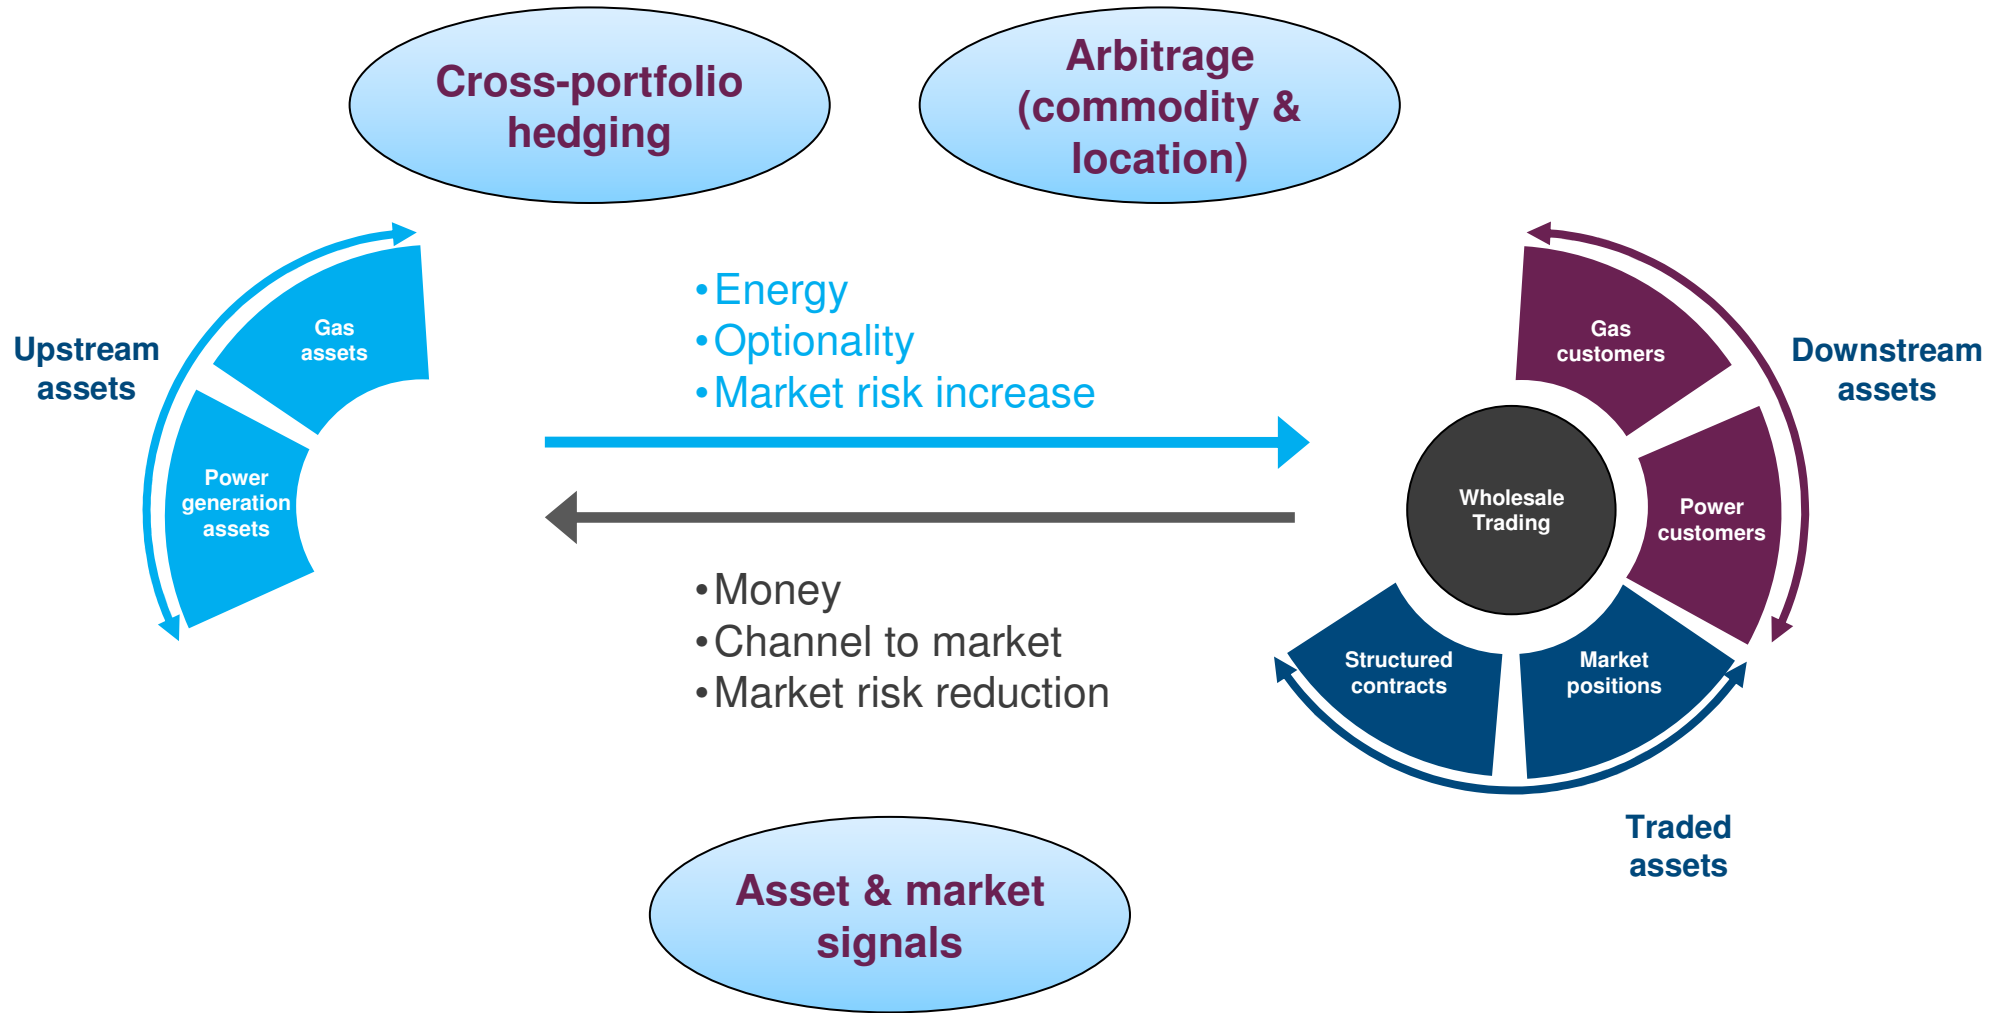 Cross-portfolio
hedging
Arbitrage
(commodity &
location)
Upstream
assets
Gas
assets
Power
generation
assets
•Energy
•Optionality
•Market risk increase
•Money
•Channel to market
•Market risk reduction
Gas
customers
Downstream
assets
Wholesale
Trading
Power
customers
Structured
contracts
Market
positions
Traded
assets
Asset & market
signals